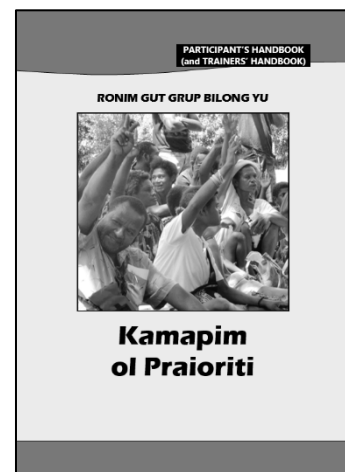 PARTICIPANT'S HANDBOOK
(and TRAINERS' HANDBOOK)
RONIM GUT GRUP BILONG YU
Kamapim
ol Praioriti